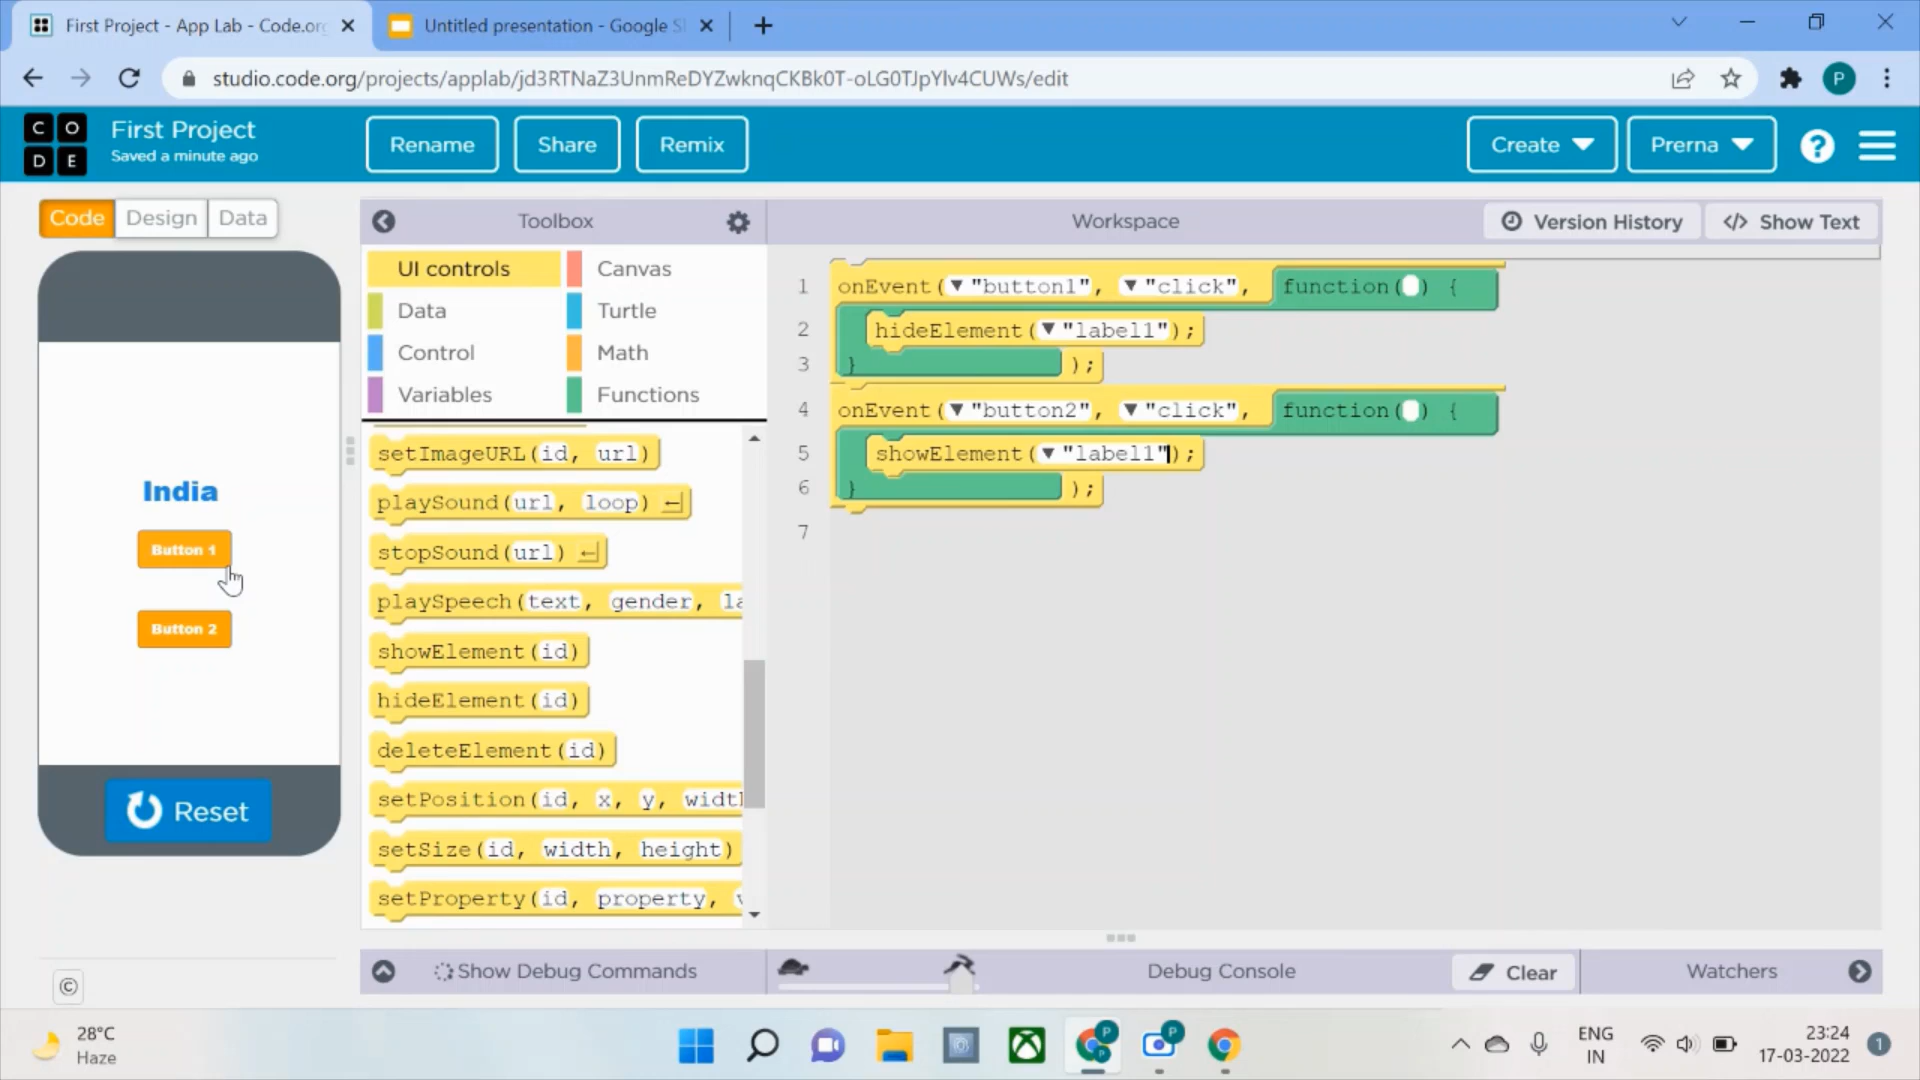 First Project - App Lab - Code.org
Untitled presentation - Google Sl
studio.code.org/projects/applab/jd3RTNaZ3UnmReDYZwknqCKBk0T-oLG0TJpYlv4CUWs/edit
P
C O
D E
First Project
Saved a minute ago
Rename
Share
Remix
Create
Prerna
?
Code
Design
Data
Toolbox
Workspace
Version History
</> Show Text
UI controls
Canvas
Data
Turtle
Control
Math
Variables
Functions
setImageURL(id, url)
playSound(url, loop)
stopSound(url)
playSpeech(text, gender, la
showElement(id)
hideElement(id)
deleteElement(id)
setPosition(id, x, y, widt
setSize(id, width, height)
setProperty(id, property, v
1 onEvent("button1", "click", function() {
2 hideElement("label1");
3 } );
4 onEvent("button2", "click", function() {
5 showElement("label1");
6 } );
7
India
Button 1
Button 2
Reset
©
Show Debug Commands
Debug Console
Clear
Watchers
28°C
Haze
P
P
P
ENG
IN
23:24
17-03-2022
1